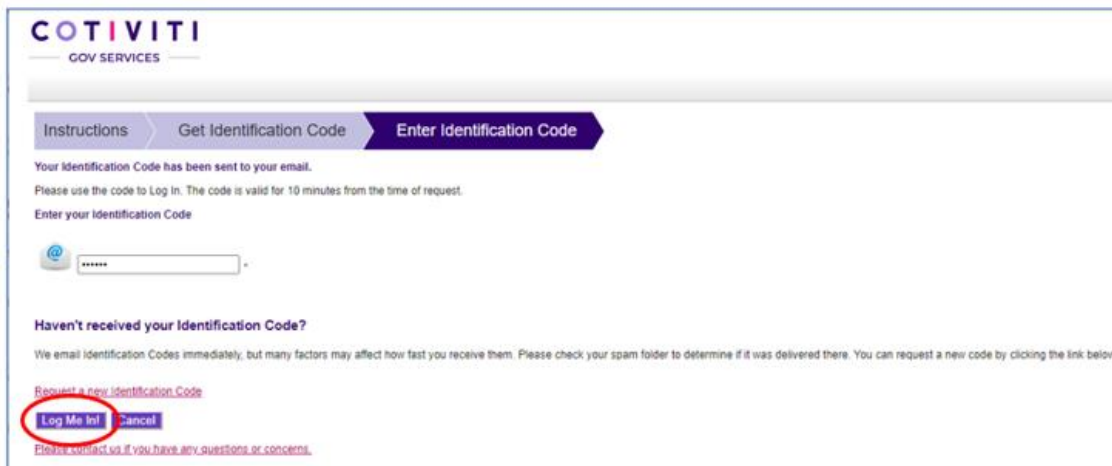 COTIVITI
GOV SERVICES
Instructions Get Identification Code Enter Identification Code
Your Identification Code has been sent to your email.
Please use the code to Log In. The code is valid for 10 minutes from the time of request.
Enter your Identification Code
@ •••••• *
Haven't received your Identification Code?
We email Identification Codes immediately, but many factors may affect how fast you receive them. Please check your spam folder to determine if it was delivered there. You can request a new code by clicking the link below
Request a new Identification Code
Log Me In! Cancel
Please contact us if you have any questions or concerns.